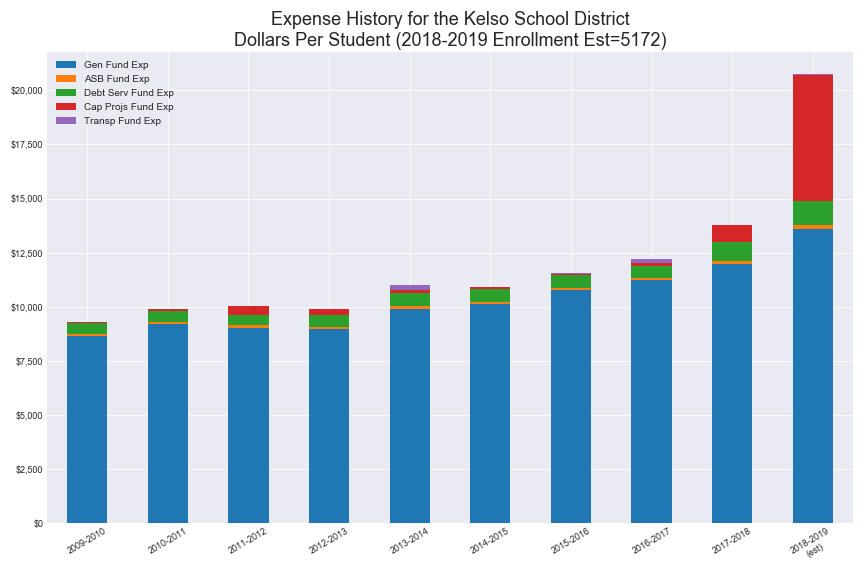 Expense History for the Kelso School District
Dollars Per Student (2018-2019 Enrollment Est=5172)
Gen Fund Exp
ASB Fund Exp
Debt Serv Fund Exp
Cap Projs Fund Exp
Transp Fund Exp
$20,000
$17,500
$15,000
$12,500
$10,000
$7,500
$5,000
$2,500
$0
2009-2010
2010-2011
2011-2012
2012-2013
2013-2014
2014-2015
2015-2016
2016-2017
2017-2018
2018-2019
(est)